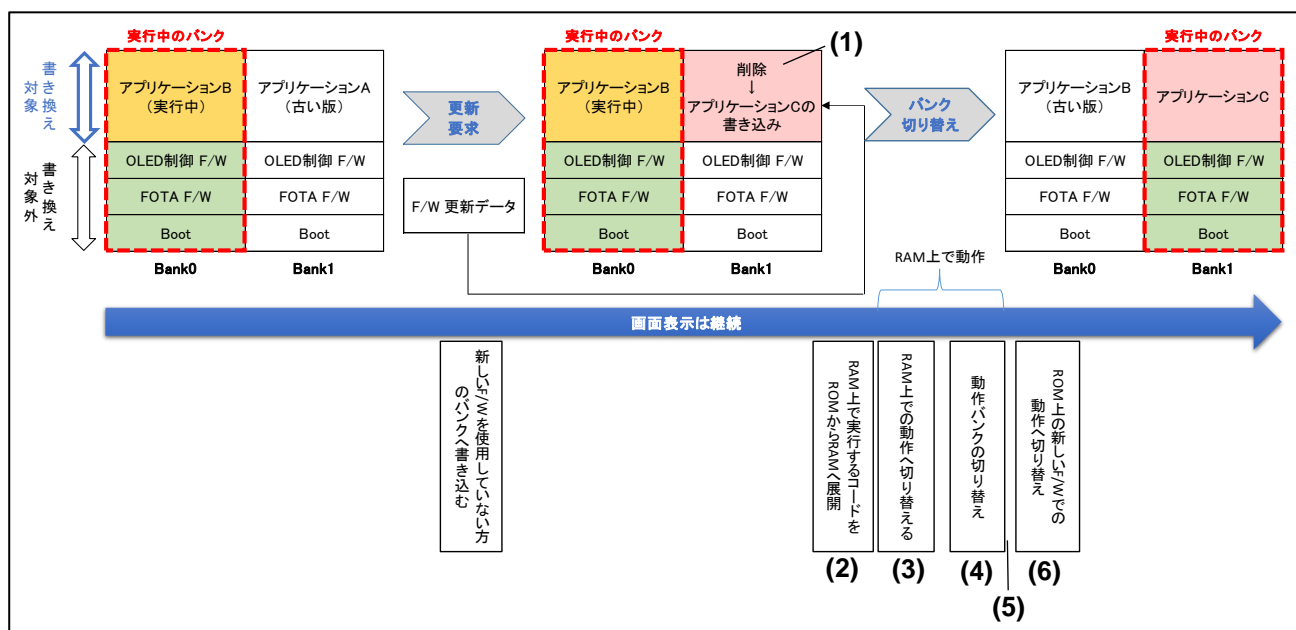 実行中のバンク
書き換え
対象
アプリケーションB
(実行中)
アプリケーションA
(古い版)
書き換え
対象外
OLED制御 F/W
OLED制御 F/W
FOTA F/W
FOTA F/W
Boot
Boot
Bank0
Bank1
更新
要求
F/W 更新データ
実行中のバンク
(1)
アプリケーションB
(実行中)
削除
↓
アプリケーションCの
書き込み
OLED制御 F/W
OLED制御 F/W
FOTA F/W
FOTA F/W
Boot
Boot
Bank0
Bank1
バンク
切り替え
実行中のバンク
アプリケーションB
(古い版)
アプリケーションC
OLED制御 F/W
OLED制御 F/W
FOTA F/W
FOTA F/W
Boot
Boot
Bank0
Bank1
RAM上で動作
画面表示は継続
新しいF/Wを使用していない方
のバンクへ書き込む
RAM上で実行するコードを
ROMからRAMへ展開
RAM上での動作へ切り替える
動作バンクの切り替え
ROM上の新しいF/Wでの
動作へ切り替え
(2)
(3)
(4)
(5)
(6)